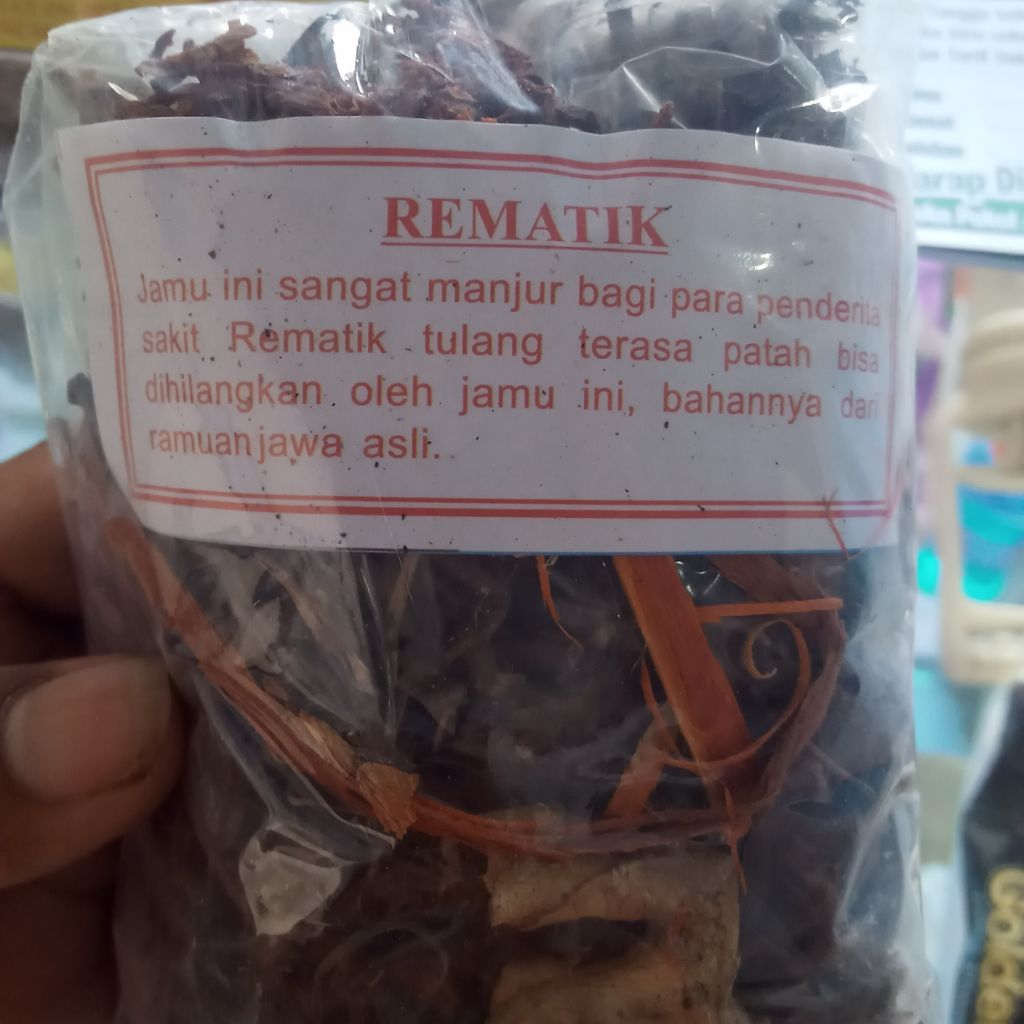 REMATIK
Jamu ini sangat manjur bagi para penderita
sakit Rematik tulang terasa patah bisa
dihilangkan oleh jamu ini, bahannya dari
ramuan jawa asli.